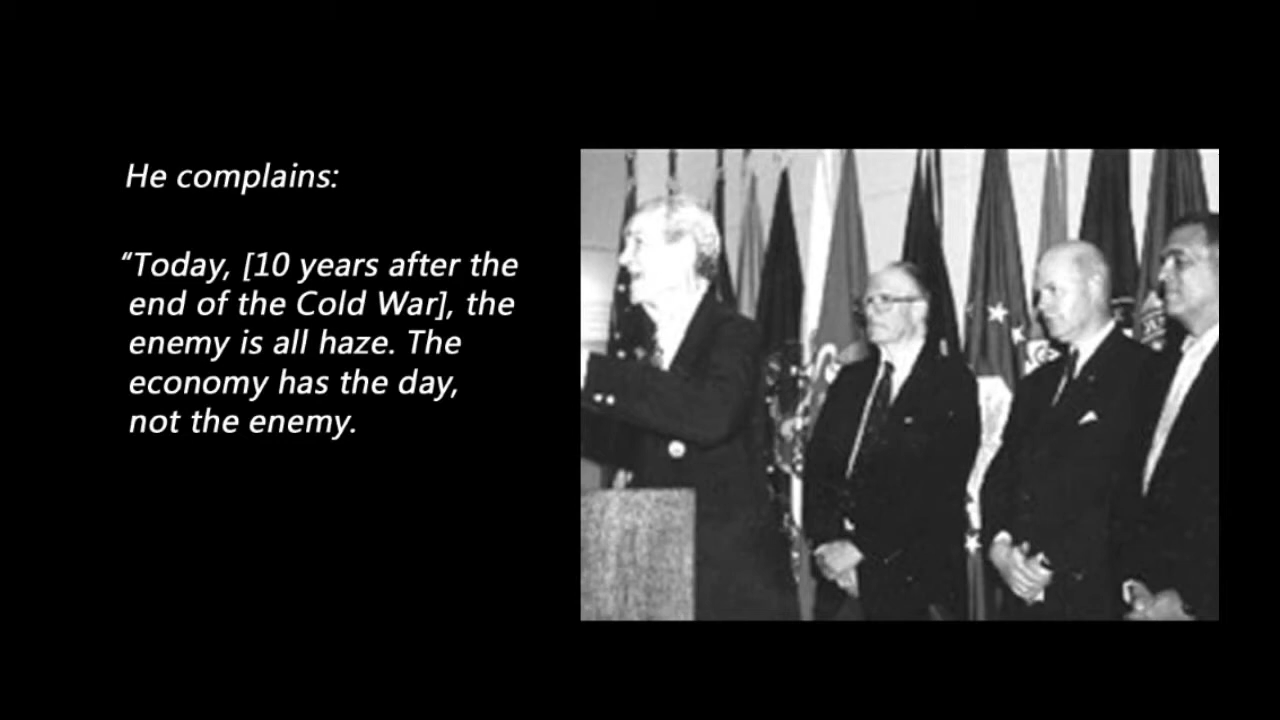 He complains:
“Today, [10 years after the
end of the Cold War], the
enemy is all haze. The
economy has the day,
not the enemy.